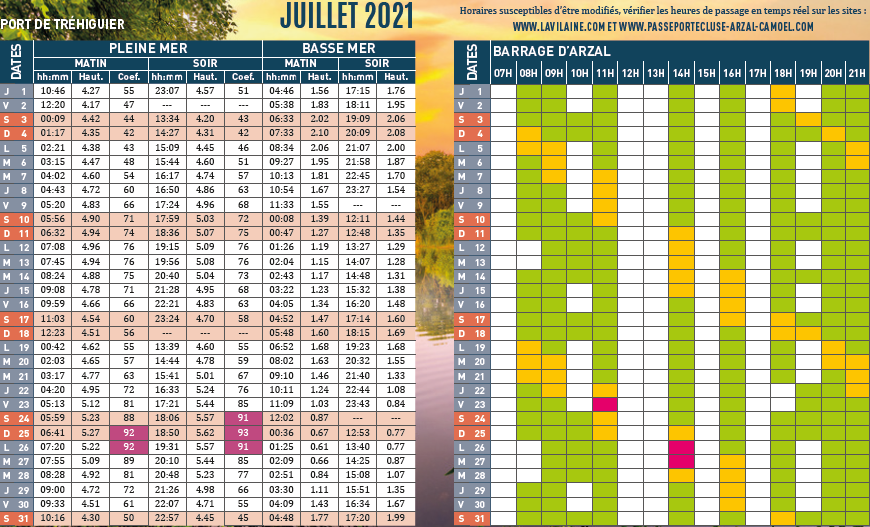 PORT DE TRÉHIGUIER
JUILLET 2021
Horaires susceptibles d'être modifiés, vérifier les heures de passage en temps réel sur les sites :
WWW.LAVILAINE.COM ET WWW.PASSEPORTECLUSE-ARZAL-CAMOEL.COM
DATES PLEINE MER BASSE MER
MATIN SOIR MATIN SOIR
hh:mm Haut. Coef. hh:mm Haut. Coef. hh:mm Haut. hh:mm Haut.
J 1 10:46 4.27 55 23:07 4.57 51 04:46 1.56 17:15 1.76
V 2 12:20 4.17 47 --- --- --- 05:38 1.83 18:11 1.95
S 3 00:09 4.42 44 13:34 4.20 43 06:33 2.02 19:09 2.06
D 4 01:17 4.35 42 14:27 4.31 42 07:33 2.10 20:09 2.08
L 5 02:21 4.38 43 15:09 4.45 46 08:34 2.06 21:07 2.00
M 6 03:15 4.47 48 15:44 4.60 51 09:27 1.95 21:58 1.87
M 7 04:02 4.60 54 16:17 4.74 57 10:13 1.81 22:45 1.70
J 8 04:43 4.72 60 16:50 4.86 63 10:54 1.67 23:27 1.54
V 9 05:20 4.83 66 17:24 4.96 68 11:33 1.55 --- ---
S 10 05:56 4.90 71 17:59 5.03 72 00:08 1.39 12:11 1.44
D 11 06:32 4.94 74 18:36 5.07 75 00:47 1.27 12:48 1.35
L 12 07:08 4.96 76 19:15 5.09 76 01:26 1.19 13:27 1.29
M 13 07:45 4.94 76 19:56 5.08 76 02:04 1.15 14:07 1.28
M 14 08:24 4.88 75 20:40 5.04 73 02:43 1.17 14:48 1.31
J 15 09:08 4.78 71 21:28 4.95 68 03:22 1.23 15:32 1.38
V 16 09:59 4.66 66 22:21 4.83 63 04:05 1.34 16:20 1.48
S 17 11:03 4.54 60 23:24 4.70 58 04:52 1.47 17:14 1.60
D 18 12:23 4.51 56 --- --- --- 05:48 1.60 18:15 1.69
L 19 00:42 4.62 55 13:39 4.60 55 06:52 1.68 19:23 1.68
M 20 02:03 4.65 57 14:44 4.78 59 08:02 1.63 20:32 1.55
M 21 03:17 4.77 63 15:41 5.01 67 09:10 1.46 21:40 1.33
J 22 04:20 4.95 72 16:33 5.24 76 10:11 1.24 22:44 1.08
V 23 05:13 5.12 81 17:21 5.44 85 11:09 1.03 23:43 0.84
S 24 05:59 5.23 88 18:06 5.57 91 12:02 0.87 --- ---
D 25 06:41 5.27 92 18:50 5.62 93 00:36 0.67 12:53 0.77
L 26 07:20 5.22 92 19:31 5.57 91 01:25 0.61 13:40 0.77
M 27 07:55 5.09 89 20:10 5.44 85 02:09 0.66 14:25 0.87
M 28 08:28 4.92 81 20:48 5.23 77 02:51 0.84 15:08 1.07
J 29 09:00 4.72 72 21:26 4.98 66 03:30 1.11 15:51 1.35
V 30 09:33 4.51 61 22:07 4.71 55 04:09 1.43 16:34 1.67
S 31 10:16 4.30 50 22:57 4.45 45 04:48 1.77 17:20 1.99
DATES BARRAGE D'ARZAL
07H 08H 09H 10H 11H 12H 13H 14H 15H 16H 17H 18H 19H 20H 21H
J 1
V 2
S 3
D 4
L 5
M 6
M 7
J 8
V 9
S 10
D 11
L 12
M 13
M 14
J 15
V 16
S 17
D 18
L 19
M 20
M 21
J 22
V 23
S 24
D 25
L 26
M 27
M 28
J 29
V 30
S 31